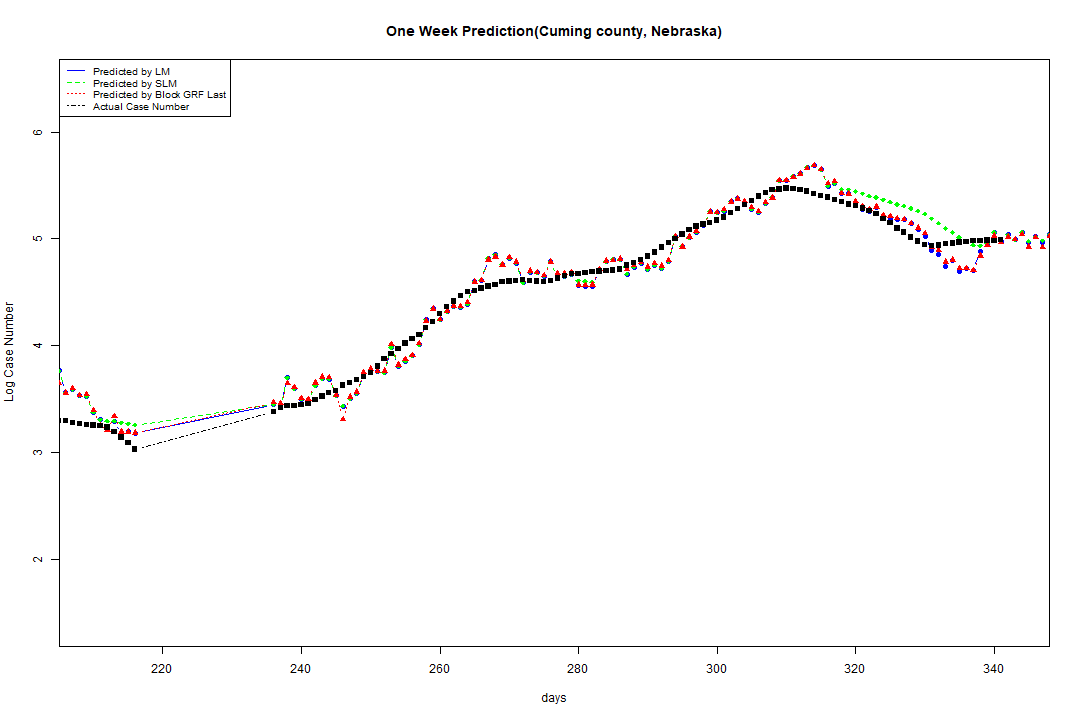 One Week Prediction(Cuming county, Nebraska)
Predicted by LM
Predicted by SLM
Predicted by Block GRF Last
Actual Case Number
6
5
4
3
2
Log Case Number
220 240 260 280 300 320 340
days